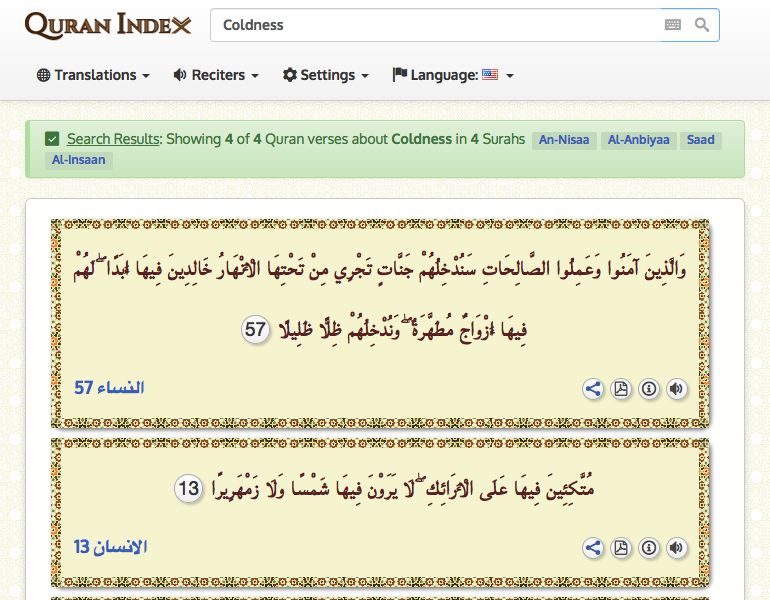 QURAN INDEX
Coldness
Translations
Reciters
Settings
Language:
Search Results: Showing 4 of 4 Quran verses about Coldness in 4 Surahs An-Nisaa Al-Anbiyaa Saad
Al-Insaan
وَالَّذِينَ آمَنُوا وَعَمِلُوا الصَّالِحَاتِ سَنُدْخِلُهُمْ جَنَّاتٍ تَجْرِي مِنْ تَحْتِهَا الْأَنْهَارُ خَالِدِينَ فِيهَا أَبَدًا ۖ لَهُمْ
فِيهَا أَزْوَاجٌ مُطَهَّرَةٌ ۖ وَنُدْخِلُهُمْ ظِلًّا ظَلِيلًا 57
النساء 57
مُتَّكِئِينَ فِيهَا عَلَى الْأَرَائِكِ ۖ لَا يَرَوْنَ فِيهَا شَمْسًا وَلَا زَمْهَرِيرًا 13
الانسان 13